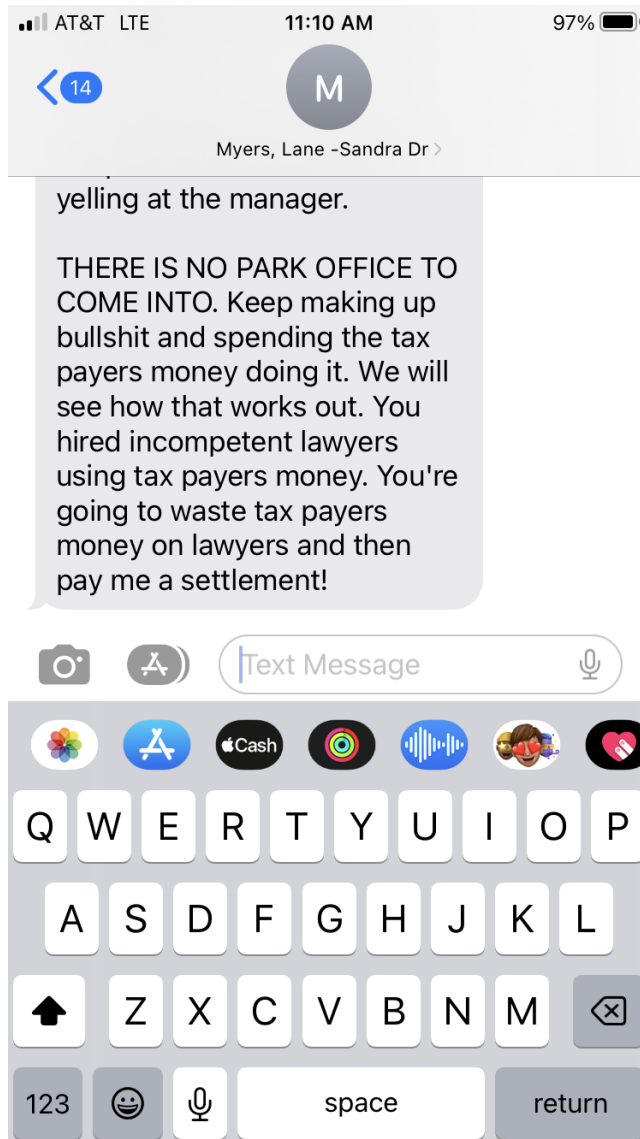 AT&T LTE 11:10 AM 97%
14
M
Myers, Lane -Sandra Dr
yelling at the manager.
THERE IS NO PARK OFFICE TO
COME INTO. Keep making up
bullshit and spending the tax
payers money doing it. We will
see how that works out. You
hired incompetent lawyers
using tax payers money. You're
going to waste tax payers
money on lawyers and then
pay me a settlement!
Text Message
Cash
Q W E R T Y U I O P
A S D F G H J K L
Z X C V B N M
123 space return